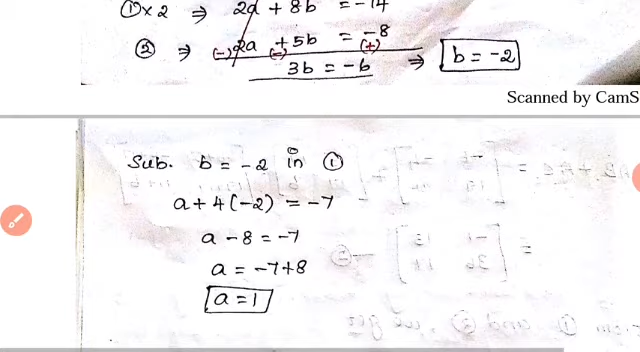 ①×2 ⇒ 2a + 8b = -14
② ⇒ (-)2a (-)+5b = (+)-8
3b = -6 ⇒ b = -2
Scanned by CamS
Sub. b = -2 in ①
a + 4(-2) = -7
a - 8 = -7
a = -7+8
a = 1